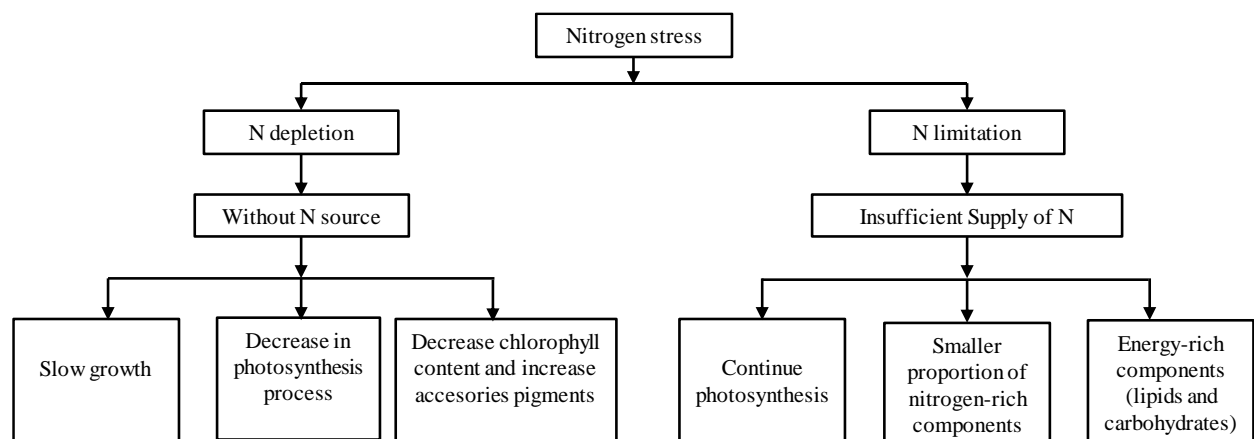 Nitrogen stress
N depletion
N limitation
Without N source
Insufficient Supply of N
Slow growth
Decrease in
photosynthesis
process
Decrease chlorophyll
content and increase
accesories pigments
Continue
photosynthesis
Smaller
proportion of
nitrogen-rich
components
Energy-rich
components
(lipids and
carbohydrates)